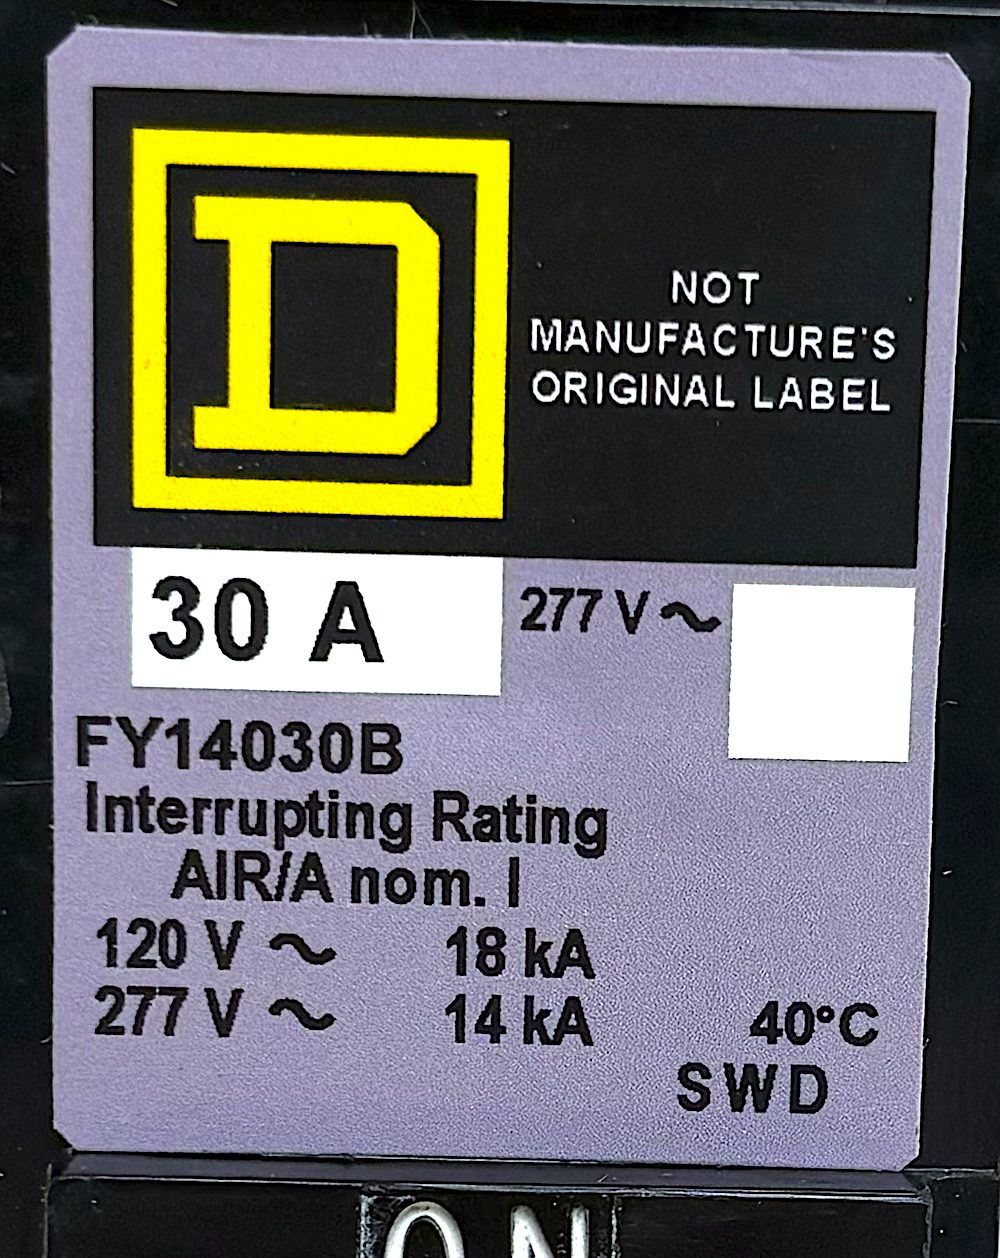 D
NOT
MANUFACTURE'S
ORIGINAL LABEL
30 A
277 V ~
FY14030B
Interrupting Rating
AIR/A nom. I
120 V ~ 18 kA
277 V ~ 14 kA 40°C
SWD
ON